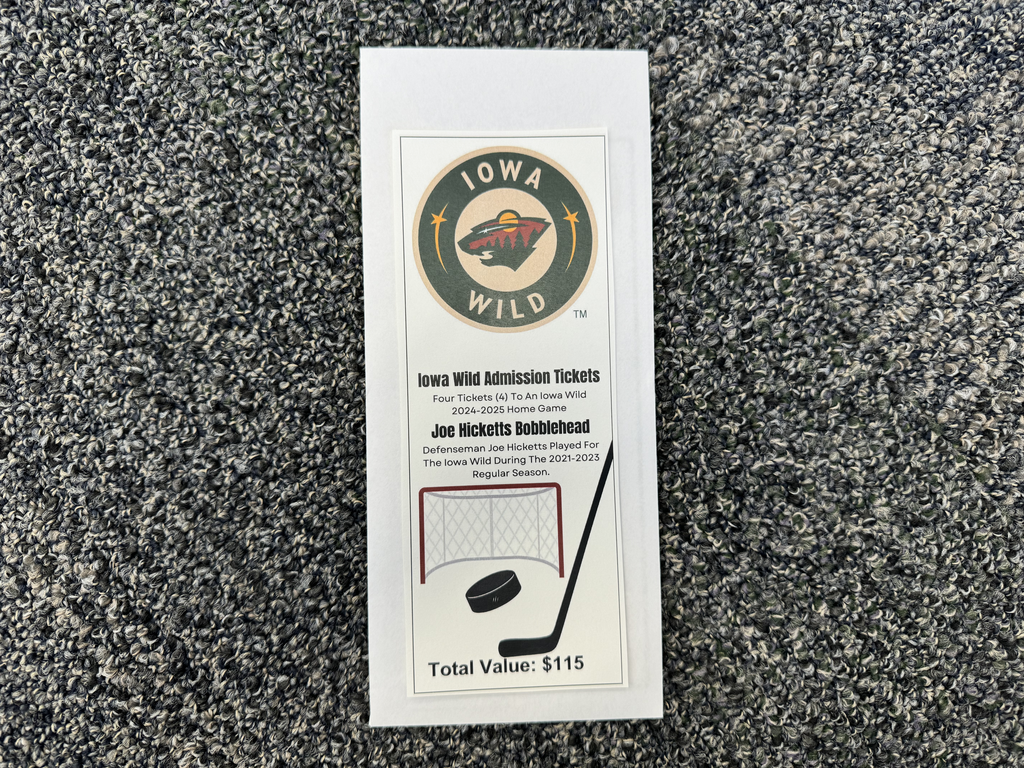 IOWA
WILD
TM
Iowa Wild Admission Tickets
Four Tickets (4) To An Iowa Wild
2024-2025 Home Game
Joe Hicketts Bobblehead
Defenseman Joe Hicketts Played For
The Iowa Wild During The 2021-2023
Regular Season.
Total Value: $115